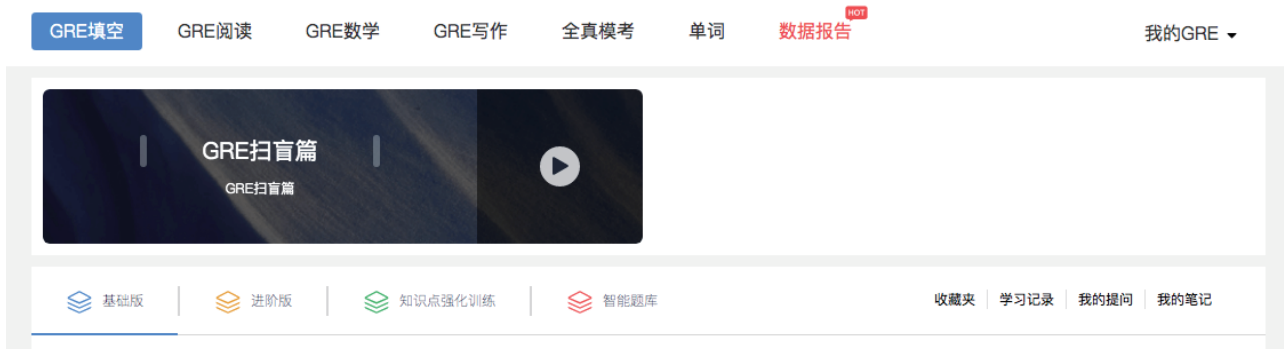 HOT
GRE填空 GRE阅读 GRE数学 GRE写作 全真模考 单词 数据报告 我的GRE
GRE扫盲篇
GRE扫盲篇
基础版 进阶版 知识点强化训练 智能题库 收藏夹 学习记录 我的提问 我的笔记